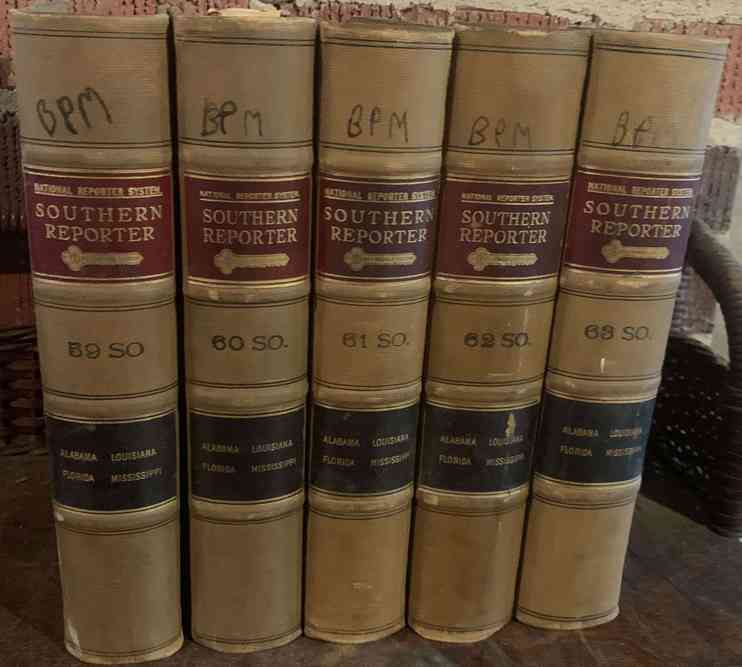 BPM
NATIONAL REPORTER SYSTEM
SOUTHERN
REPORTER
59 SO
ALABAMA LOUISIANA
FLORIDA MISSISSIPPI
BPM
NATIONAL REPORTER SYSTEM
SOUTHERN
REPORTER
60 SO.
ALABAMA LOUISIANA
FLORIDA MISSISSIPPI
BPM
NATIONAL REPORTER SYSTEM
SOUTHERN
REPORTER
61 SO.
ALABAMA LOUISIANA
FLORIDA MISSISSIPPI
BPM
NATIONAL REPORTER SYSTEM
SOUTHERN
REPORTER
62 SO.
ALABAMA LOUISIANA
FLORIDA MISSISSIPPI
BPM
NATIONAL REPORTER SYSTEM
SOUTHERN
REPORTER
63 SO.
ALABAMA LOUISIANA
FLORIDA MISSISSIPPI